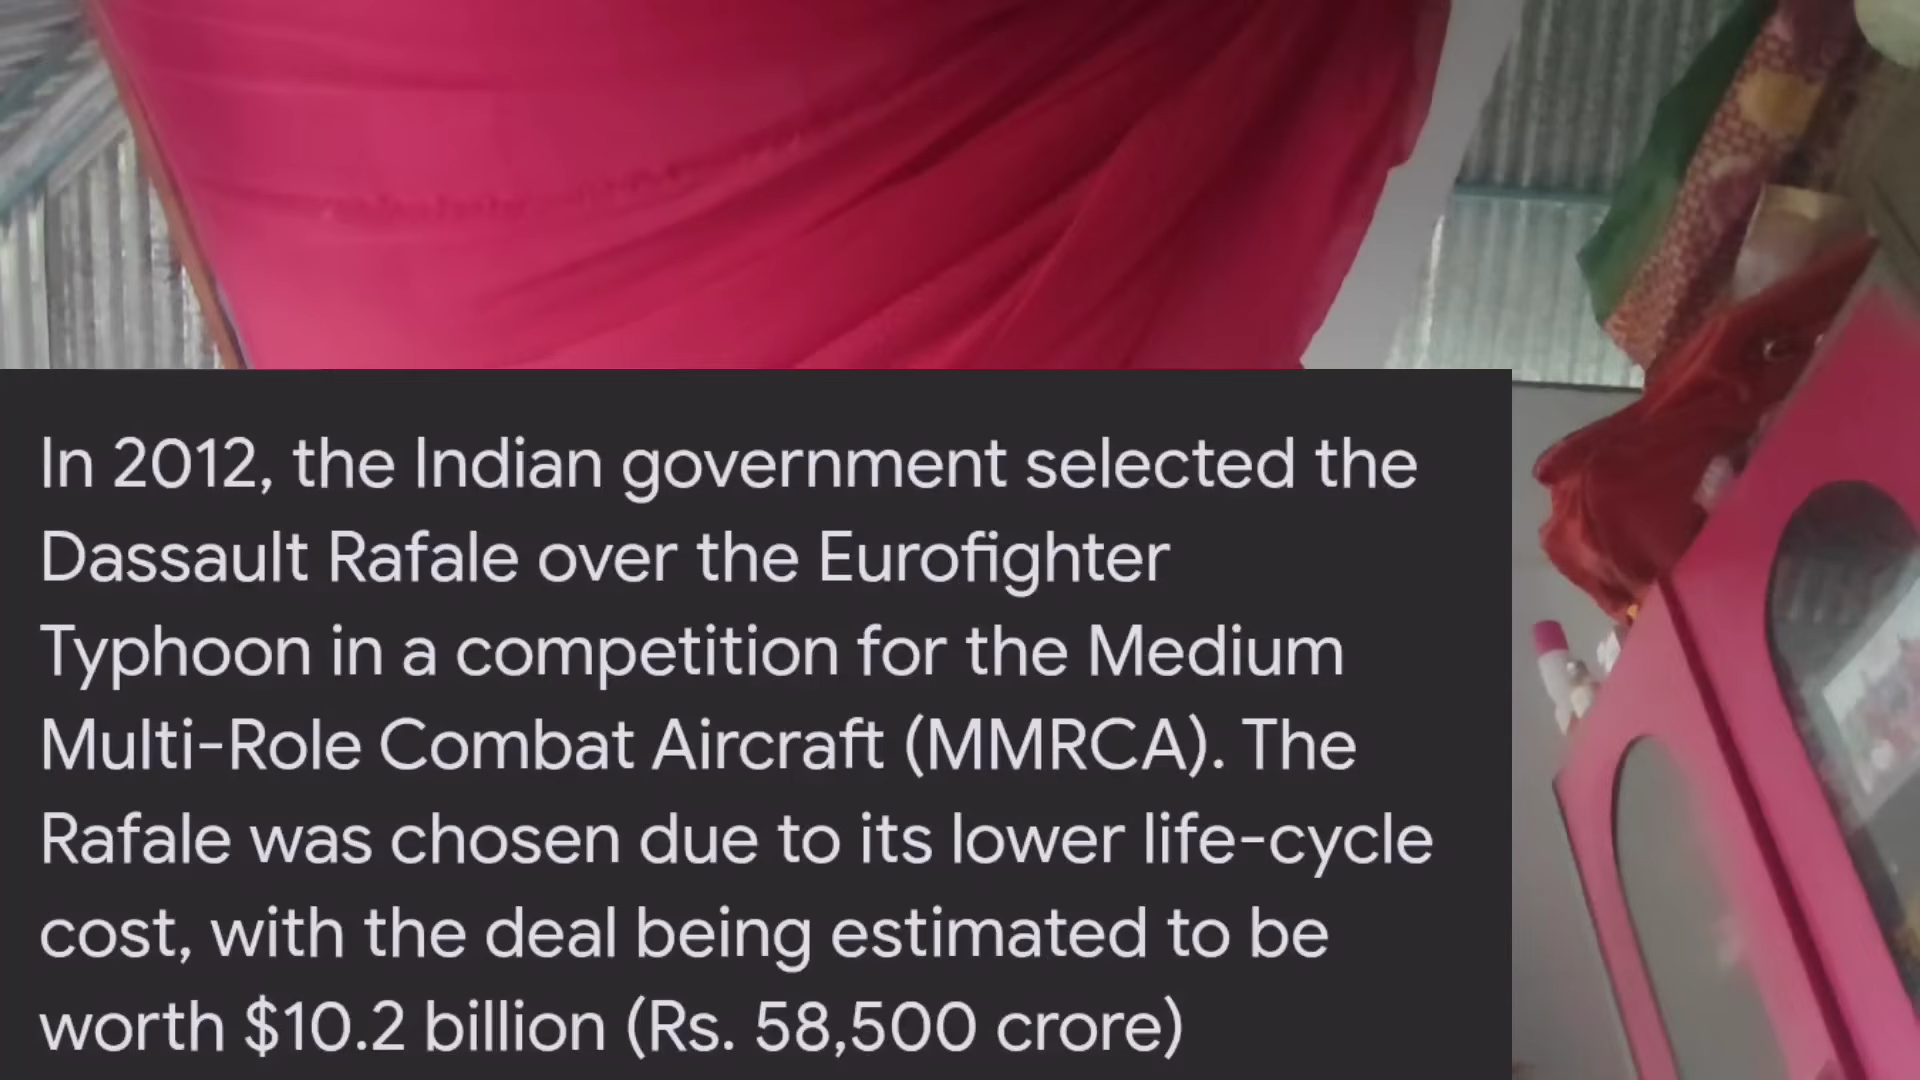 In 2012, the Indian government selected the
Dassault Rafale over the Eurofighter
Typhoon in a competition for the Medium
Multi-Role Combat Aircraft (MMRCA). The
Rafale was chosen due to its lower life-cycle
cost, with the deal being estimated to be
worth $10.2 billion (Rs. 58,500 crore)